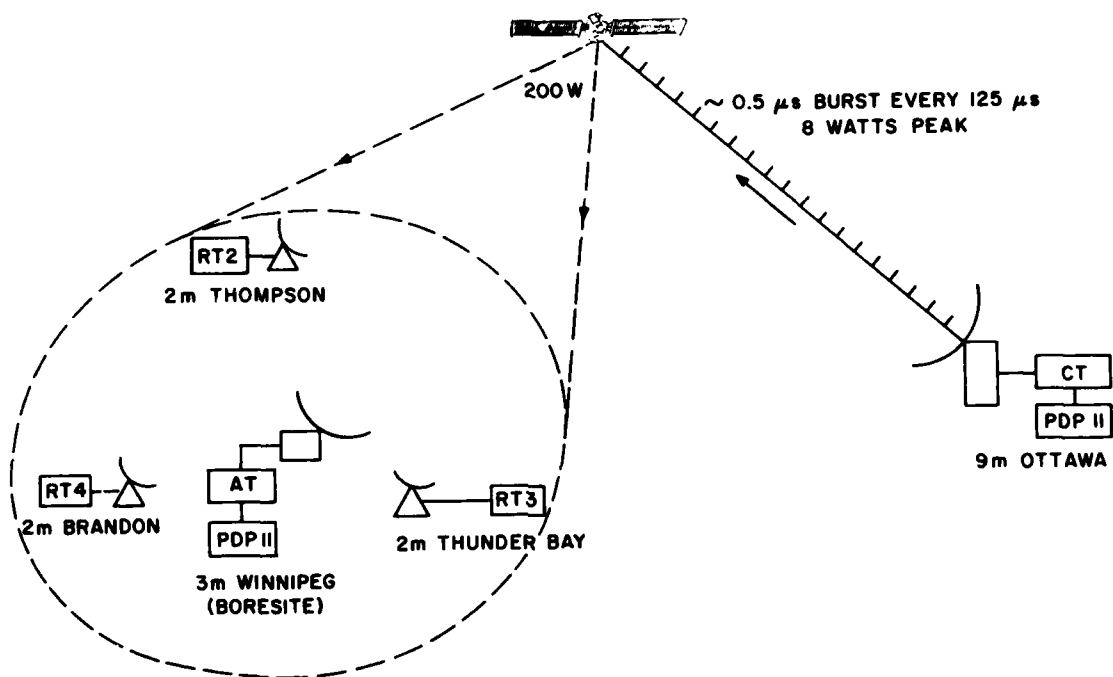 200 W
~ 0.5 µs BURST EVERY 125 µs
8 WATTS PEAK
RT2
2m THOMPSON
CT
PDP II
9m OTTAWA
RT4
2m BRANDON
AT
PDP II
3m WINNIPEG
(BORESITE)
RT3
2m THUNDER BAY